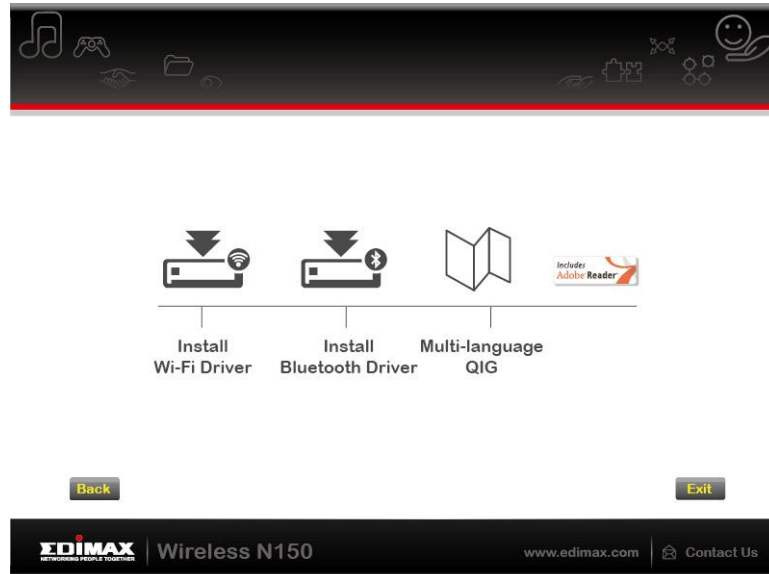 Includes
Adobe Reader
Install
Wi-Fi Driver
Install
Bluetooth Driver
Multi-language
QIG
Back
Exit
EDIMAX
NETWORKING PEOPLE TOGETHER
Wireless N150
www.edimax.com
Contact Us